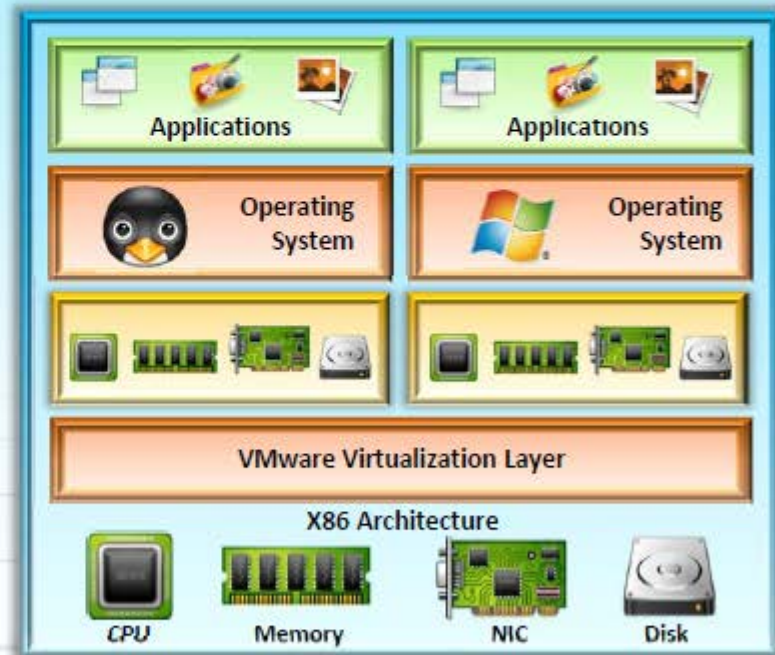 Applications
Applications
Operating
System
Operating
System
VMware Virtualization Layer
X86 Architecture
CPU
Memory
NIC
Disk